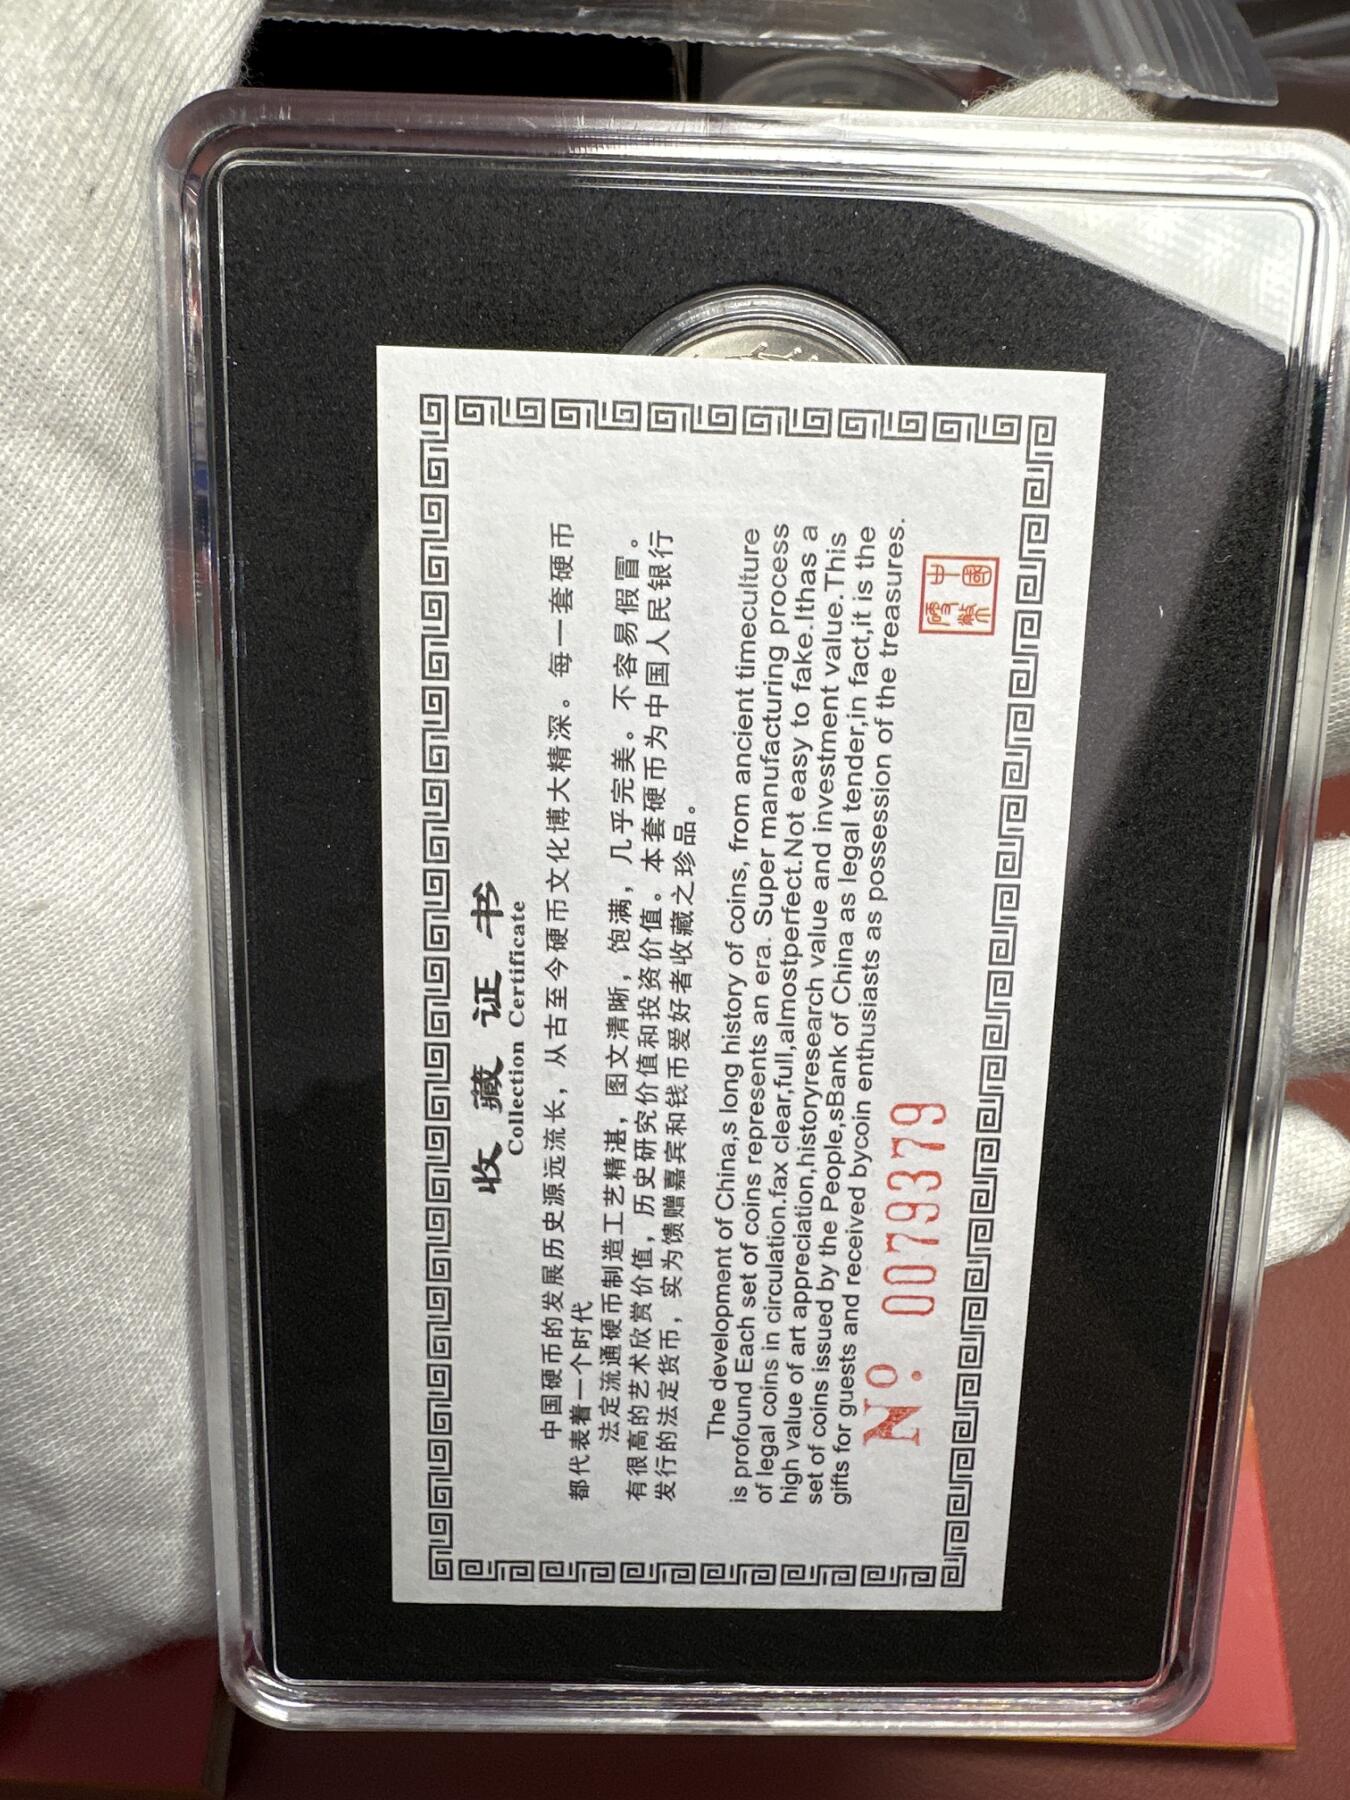 收藏证书
Collection Certificate
中国硬币的发展历史源远流长，从古至今硬币文化博大精深。每一套硬币
都代表着一个时代
法定流通硬币制造工艺精湛，图文清晰，饱满，几乎完美。不容易假冒。
有很高的艺术欣赏价值，历史研究价值和投资价值。本套硬币为中国人民银行
发行的法定货币，实为馈赠嘉宾和钱币爱好者收藏之珍品。
The development of China,s long history of coins, from ancient timeculture
is profound Each set of coins represents an era. Super manufacturing process
of legal coins in circulation.fax clear,full,almostperfect.Not easy to fake.Ithas a
high value of art appreciation,historyresearch value and investment value.This
set of coins issued by the People,sBank of China as legal tender,in fact,it is the
gifts for guests and received bycoin enthusiasts as possession of the treasures.
No. 0079379
中國
硬幣